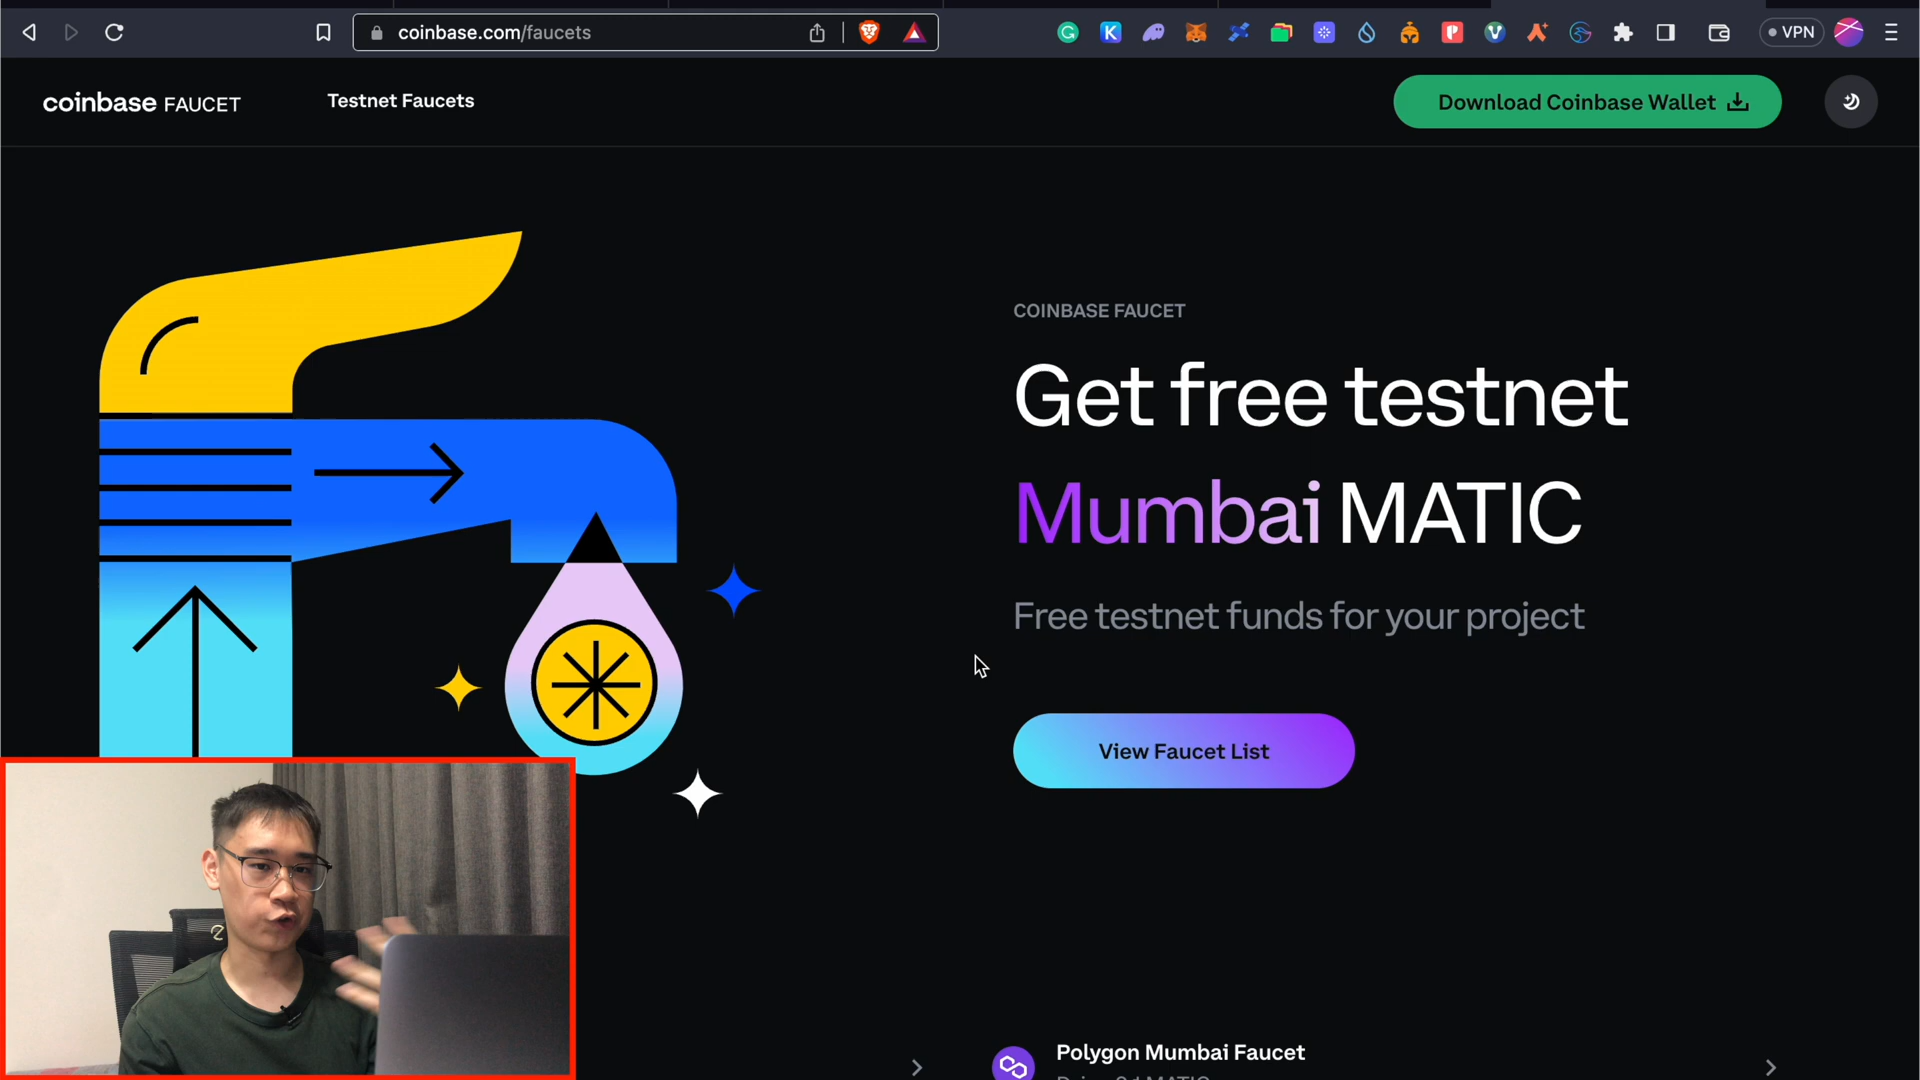 coinbase.com/faucets
VPN
coinbase FAUCET
Testnet Faucets
Download Coinbase Wallet
COINBASE FAUCET
Get free testnet
Mumbai MATIC
Free testnet funds for your project
View Faucet List
Polygon Mumbai Faucet